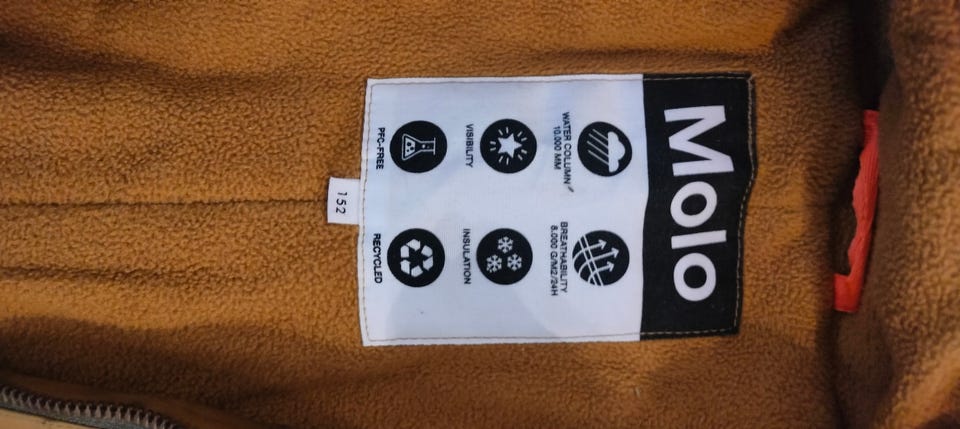 Molo
WATER COLUMN
10.000 MM
BREATHABILITY
8.000 G/M2/24H
VISIBILITY
INSULATION
PFC-FREE
RECYCLED
152